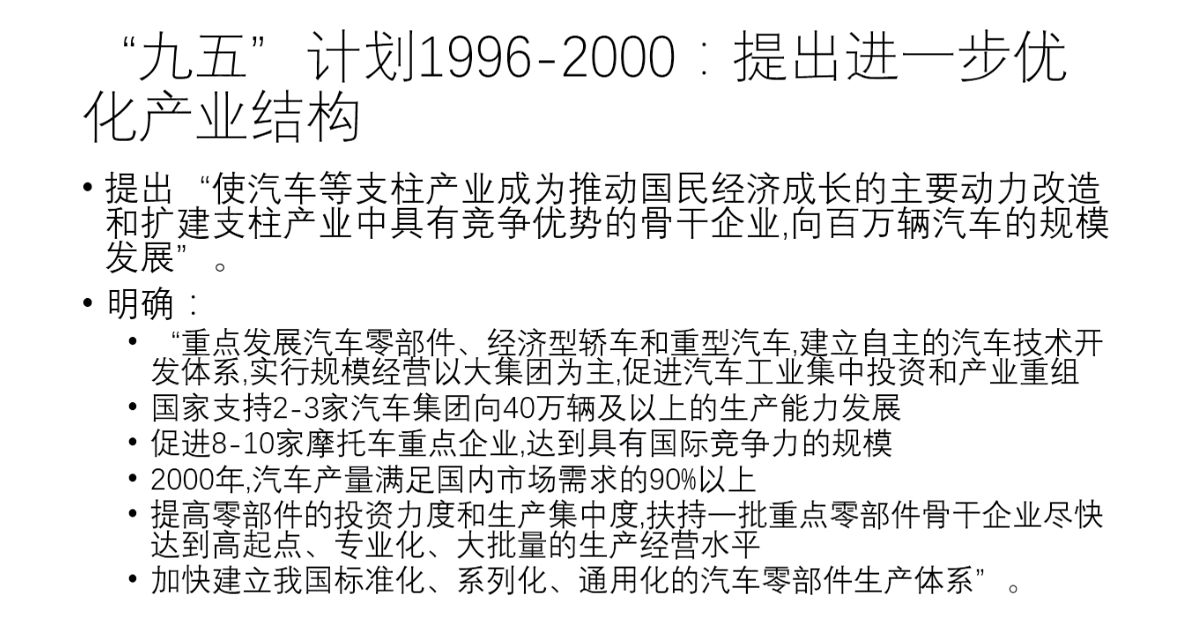 “九五” 计划1996-2000：提出进一步优
化产业结构
• 提出 “使汽车等支柱产业成为推动国民经济成长的主要动力改造
和扩建支柱产业中具有竞争优势的骨干企业,向百万辆汽车的规模
发展” 。
• 明确：
• “重点发展汽车零部件、经济型轿车和重型汽车,建立自主的汽车技术开
发体系,实行规模经营以大集团为主,促进汽车工业集中投资和产业重组
• 国家支持2-3家汽车集团向40万辆及以上的生产能力发展
• 促进8-10家摩托车重点企业,达到具有国际竞争力的规模
• 2000年,汽车产量满足国内市场需求的90%以上
• 提高零部件的投资力度和生产集中度,扶持一批重点零部件骨干企业尽快
达到高起点、专业化、大批量的生产经营水平
• 加快建立我国标准化、系列化、通用化的汽车零部件生产体系” 。